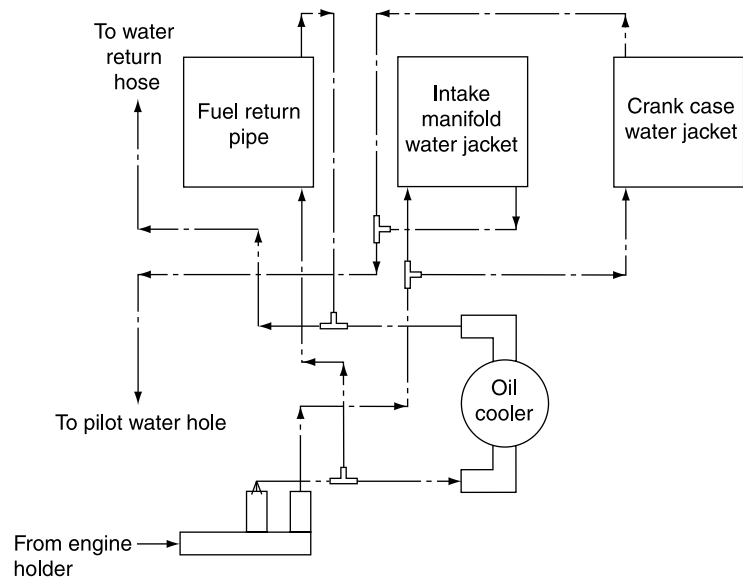 To water
return
hose
Fuel return
pipe
Intake
manifold
water jacket
Crank case
water jacket
Oil
cooler
To pilot water hole
From engine
holder